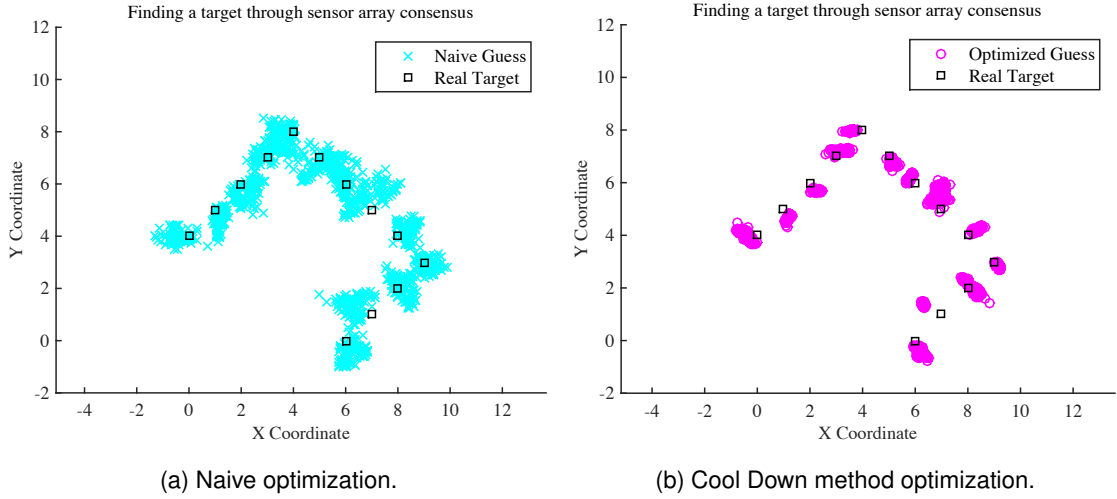 Finding a target through sensor array consensus
12
10
8
6
4
2
0
-2
Y Coordinate
-4
-2
0
2
4
6
8
10
12
X Coordinate
Naive Guess
Real Target
(a) Naive optimization.
Finding a target through sensor array consensus
12
10
8
6
4
2
0
-2
Y Coordinate
-4
-2
0
2
4
6
8
10
12
X Coordinate
Optimized Guess
Real Target
(b) Cool Down method optimization.